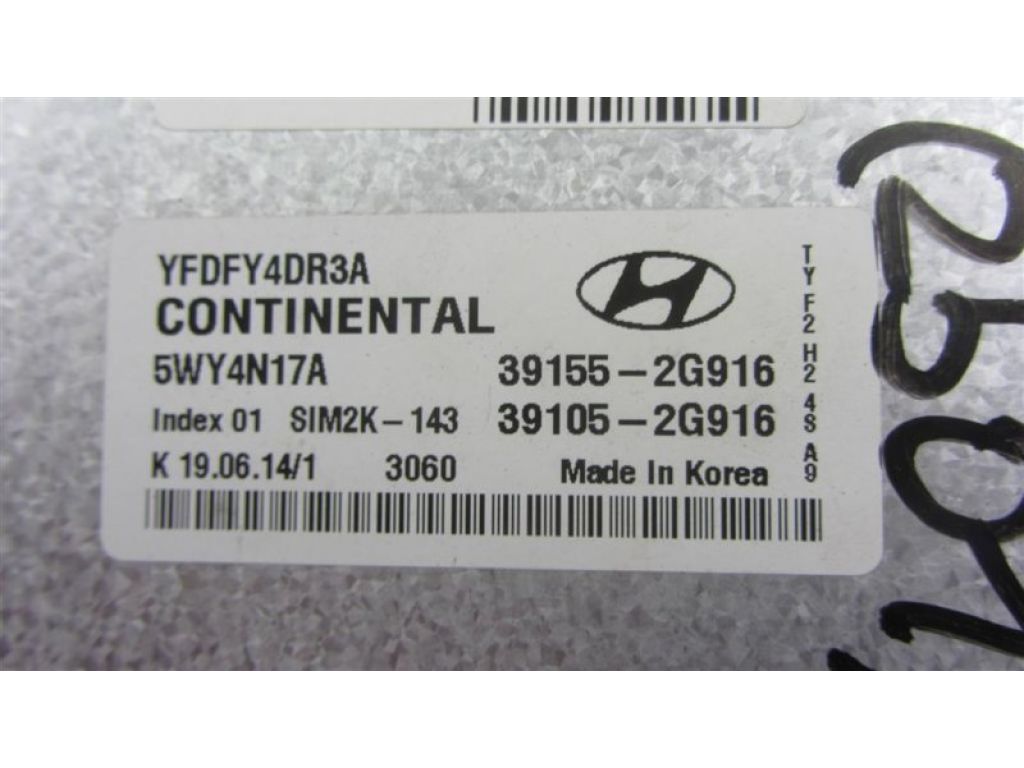 YFDFY4DR3A
CONTINENTAL
5WY4N17A 39155-2G916
Index 01 SIM2K-143 39105-2G916
K 19.06.14/1 3060 Made In Korea
TYF2H248A9